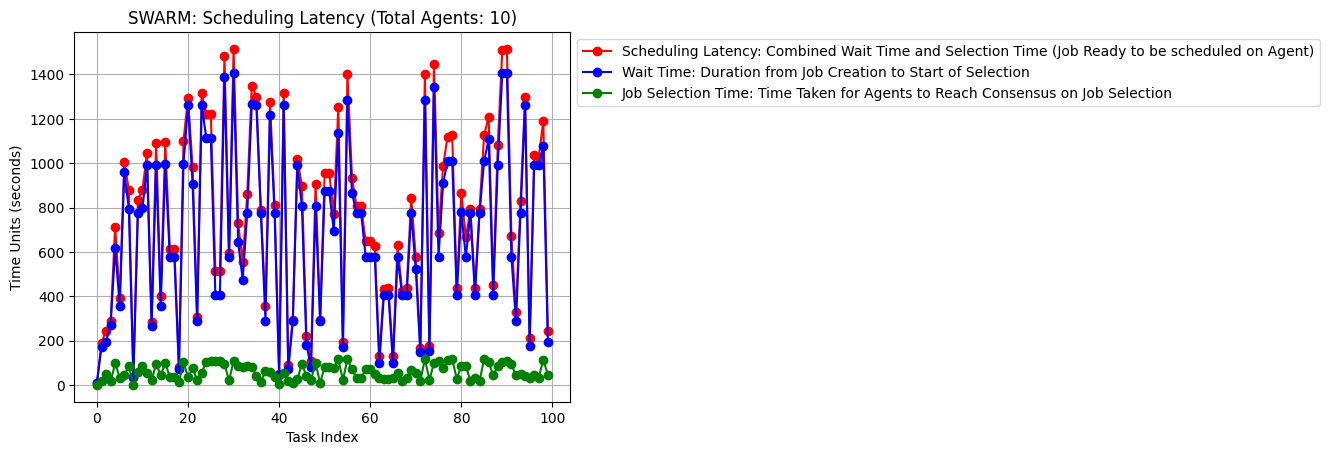 SWARM: Scheduling Latency (Total Agents: 10)
Scheduling Latency: Combined Wait Time and Selection Time (Job Ready to be scheduled on Agent)
Wait Time: Duration from Job Creation to Start of Selection
Job Selection Time: Time Taken for Agents to Reach Consensus on Job Selection
Time Units (seconds)
1400
1200
1000
800
600
400
200
0
0 20 40 60 80 100
Task Index